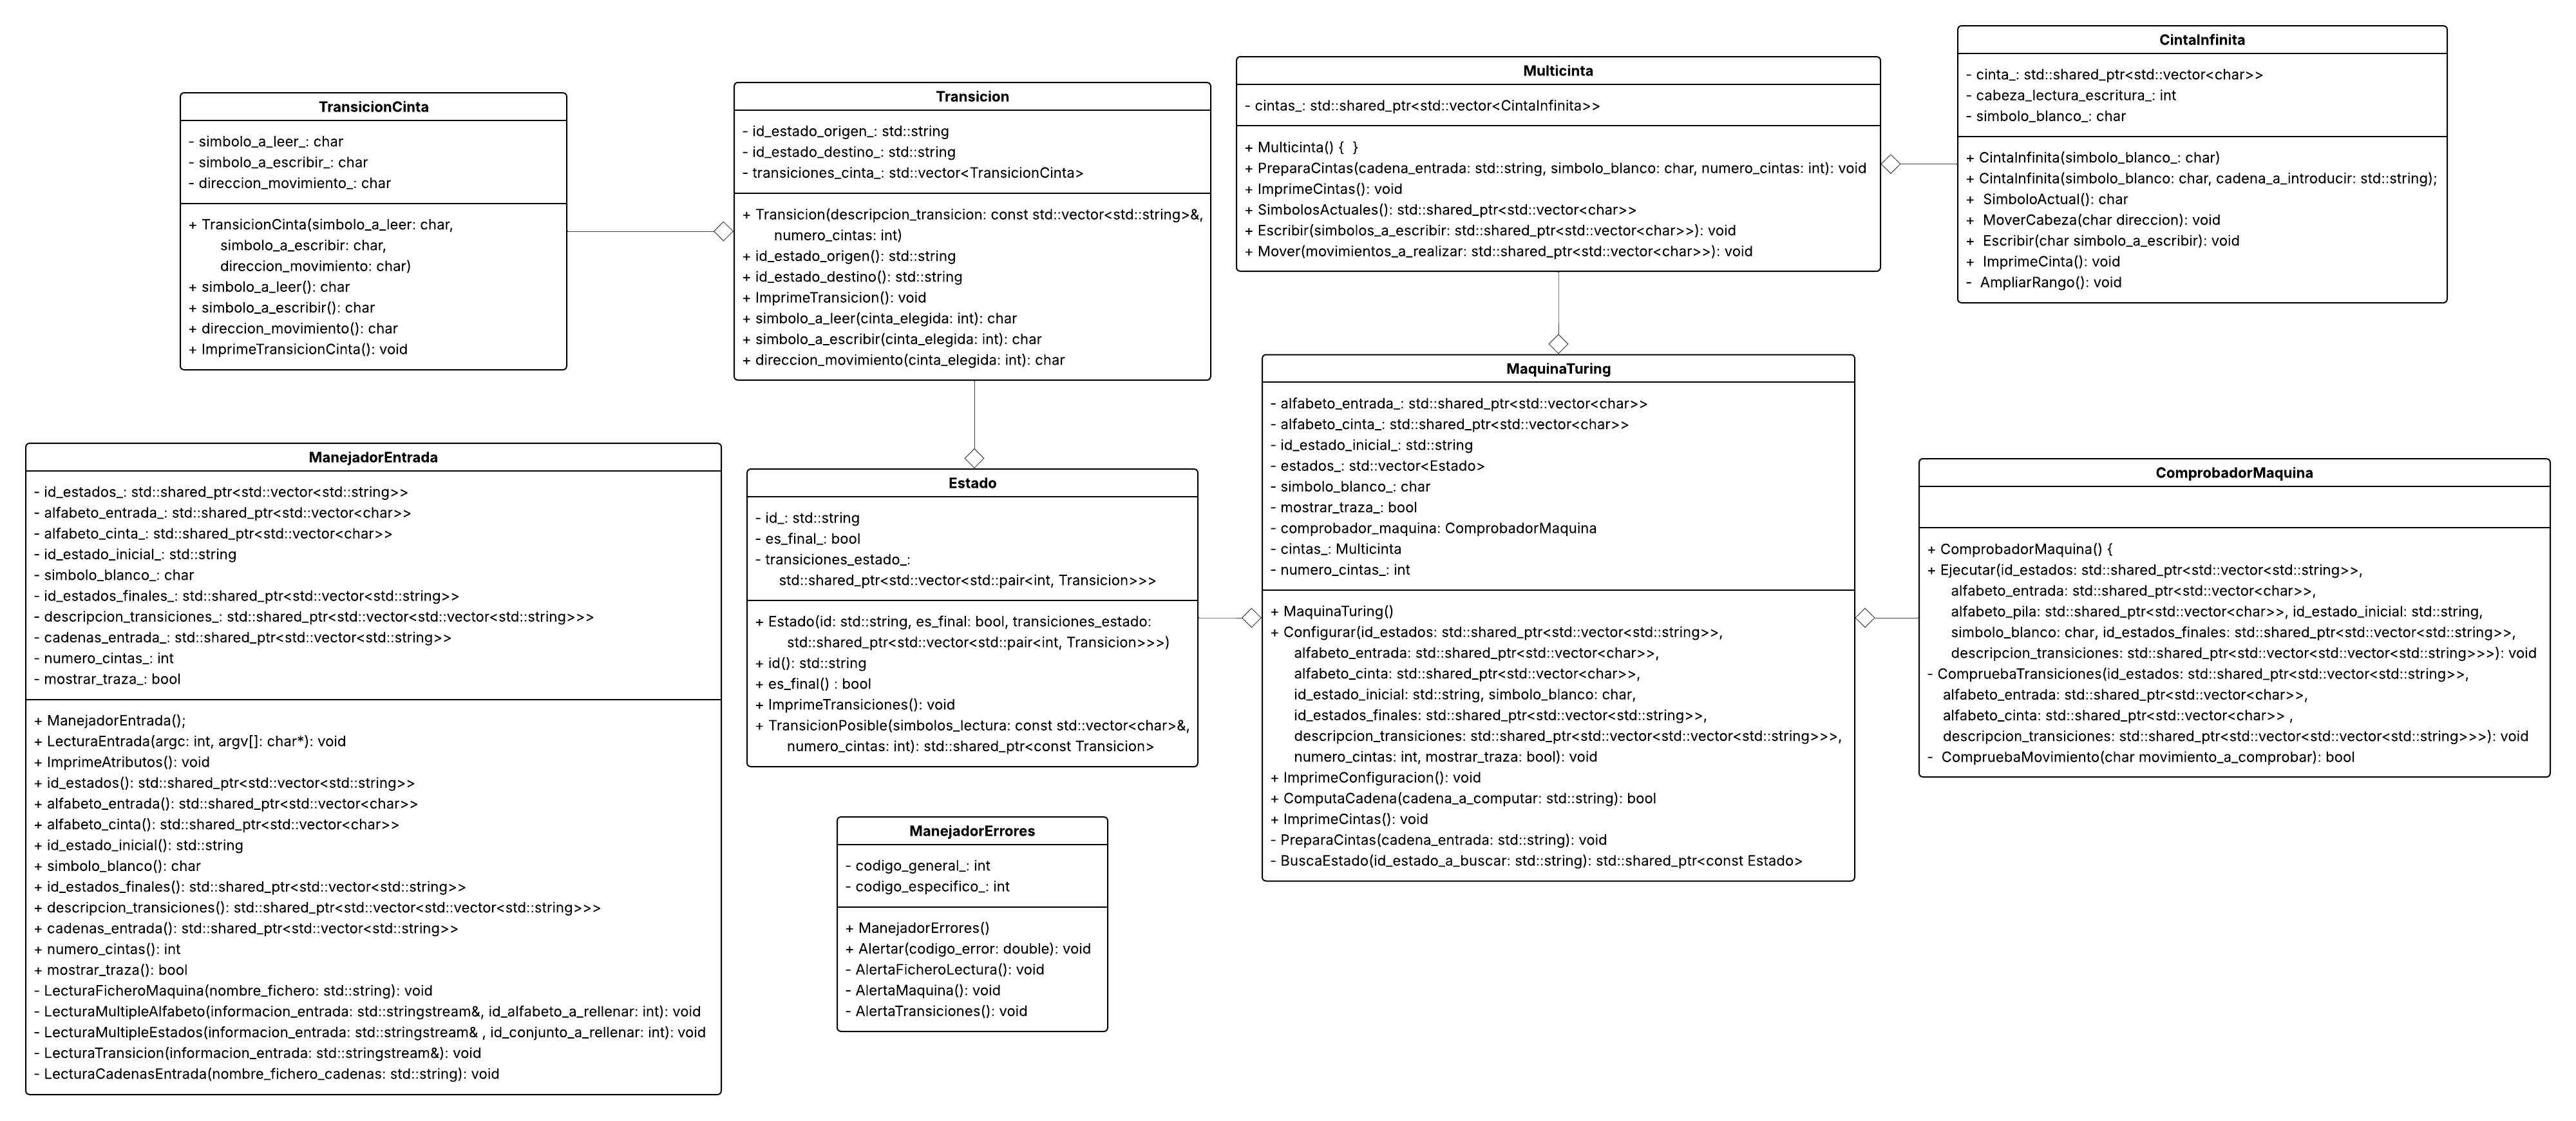 TransicionCinta
- simbolo_a_leer_: char
- simbolo_a_escribir_: char
- direccion_movimiento_: char
+ TransicionCinta(simbolo_a_leer: char,
simbolo_a_escribir: char,
direccion_movimiento: char)
+ simbolo_a_leer(): char
+ simbolo_a_escribir(): char
+ direccion_movimiento(): char
+ ImprimeTransicionCinta(): void
Transicion
- id_estado_origen_: std::string
- id_estado_destino_: std::string
- transiciones_cinta_: std::vector<TransicionCinta>
+ Transicion(descripcion_transicion: const std::vector<std::string>&,
numero_cintas: int)
+ id_estado_origen(): std::string
+ id_estado_destino(): std::string
+ ImprimeTransicion(): void
+ simbolo_a_leer(cinta_elegida: int): char
+ simbolo_a_escribir(cinta_elegida: int): char
+ direccion_movimiento(cinta_elegida: int): char
Multicinta
- cintas_: std::shared_ptr<std::vector<CintaInfinita>>
+ Multicinta() { }
+ PreparaCintas(cadena_entrada: std::string, simbolo_blanco: char, numero_cintas: int): void
+ ImprimeCintas(): void
+ SimbolosActuales(): std::shared_ptr<std::vector<char>>
+ Escribir(simbolos_a_escribir: std::shared_ptr<std::vector<char>>): void
+ Mover(movimientos_a_realizar: std::shared_ptr<std::vector<char>>): void
CintaInfinita
- cinta_: std::shared_ptr<std::vector<char>>
- cabeza_lectura_escritura_: int
- simbolo_blanco_: char
+ CintaInfinita(simbolo_blanco_: char)
+ CintaInfinita(simbolo_blanco: char, cadena_a_introducir: std::string);
+ SimboloActual(): char
+ MoverCabeza(char direccion): void
+ Escribir(char simbolo_a_escribir): void
+ ImprimeCinta(): void
- AmpliarRango(): void
ManejadorEntrada
- id_estados_: std::shared_ptr<std::vector<std::string>>
- alfabeto_entrada_: std::shared_ptr<std::vector<char>>
- alfabeto_cinta_: std::shared_ptr<std::vector<char>>
- id_estado_inicial_: std::string
- simbolo_blanco_: char
- id_estados_finales_: std::shared_ptr<std::vector<std::string>>
- descripcion_transiciones_: std::shared_ptr<std::vector<std::vector<std::string>>>
- cadenas_entrada_: std::shared_ptr<std::vector<std::string>>
- numero_cintas_: int
- mostrar_traza_: bool
+ ManejadorEntrada();
+ LecturaEntrada(argc: int, argv[]: char*): void
+ ImprimeAtributos(): void
+ id_estados(): std::shared_ptr<std::vector<std::string>>
+ alfabeto_entrada(): std::shared_ptr<std::vector<char>>
+ alfabeto_cinta(): std::shared_ptr<std::vector<char>>
+ id_estado_inicial(): std::string
+ simbolo_blanco(): char
+ id_estados_finales(): std::shared_ptr<std::vector<std::string>>
+ descripcion_transiciones(): std::shared_ptr<std::vector<std::vector<std::string>>>
+ cadenas_entrada(): std::shared_ptr<std::vector<std::string>>
+ numero_cintas(): int
+ mostrar_traza(): bool
- LecturaFicheroMaquina(nombre_fichero: std::string): void
- LecturaMultipleAlfabeto(informacion_entrada: std::stringstream&, id_alfabeto_a_rellenar: int): void
- LecturaMultipleEstados(informacion_entrada: std::stringstream& , id_conjunto_a_rellenar: int): void
- LecturaTransicion(informacion_entrada: std::stringstream&): void
- LecturaCadenasEntrada(nombre_fichero_cadenas: std::string): void
Estado
- id_: std::string
- es_final_: bool
- transiciones_estado_:
std::shared_ptr<std::vector<std::pair<int, Transicion>>>
+ Estado(id: std::string, es_final: bool, transiciones_estado:
std::shared_ptr<std::vector<std::pair<int, Transicion>>>)
+ id(): std::string
+ es_final() : bool
+ ImprimeTransiciones(): void
+ TransicionPosible(simbolos_lectura: const std::vector<char>&,
numero_cintas: int): std::shared_ptr<const Transicion>
ManejadorErrores
- codigo_general_: int
- codigo_especifico_: int
+ ManejadorErrores()
+ Alertar(codigo_error: double): void
- AlertaFicheroLectura(): void
- AlertaMaquina(): void
- AlertaTransiciones(): void
MaquinaTuring
- alfabeto_entrada_: std::shared_ptr<std::vector<char>>
- alfabeto_cinta_: std::shared_ptr<std::vector<char>>
- id_estado_inicial_: std::string
- estados_: std::vector<Estado>
- simbolo_blanco_: char
- mostrar_traza_: bool
- comprobador_maquina: ComprobadorMaquina
- cintas_: Multicinta
- numero_cintas_: int
+ MaquinaTuring()
+ Configurar(id_estados: std::shared_ptr<std::vector<std::string>>,
alfabeto_entrada: std::shared_ptr<std::vector<char>>,
alfabeto_cinta: std::shared_ptr<std::vector<char>>,
id_estado_inicial: std::string, simbolo_blanco: char,
id_estados_finales: std::shared_ptr<std::vector<std::string>>,
descripcion_transiciones: std::shared_ptr<std::vector<std::vector<std::string>>>,
numero_cintas: int, mostrar_traza: bool): void
+ ImprimeConfiguracion(): void
+ ComputaCadena(cadena_a_computar: std::string): bool
+ ImprimeCintas(): void
- PreparaCintas(cadena_entrada: std::string): void
- BuscaEstado(id_estado_a_buscar: std::string): std::shared_ptr<const Estado>
ComprobadorMaquina
+ ComprobadorMaquina() {
+ Ejecutar(id_estados: std::shared_ptr<std::vector<std::string>>,
alfabeto_entrada: std::shared_ptr<std::vector<char>>,
alfabeto_pila: std::shared_ptr<std::vector<char>>, id_estado_inicial: std::string,
simbolo_blanco: char, id_estados_finales: std::shared_ptr<std::vector<std::string>>,
descripcion_transiciones: std::shared_ptr<std::vector<std::vector<std::string>>>): void
- CompruebaTransiciones(id_estados: std::shared_ptr<std::vector<std::string>>,
alfabeto_entrada: std::shared_ptr<std::vector<char>>,
alfabeto_cinta: std::shared_ptr<std::vector<char>> ,
descripcion_transiciones: std::shared_ptr<std::vector<std::vector<std::string>>>): void
- CompruebaMovimiento(char movimiento_a_comprobar): bool